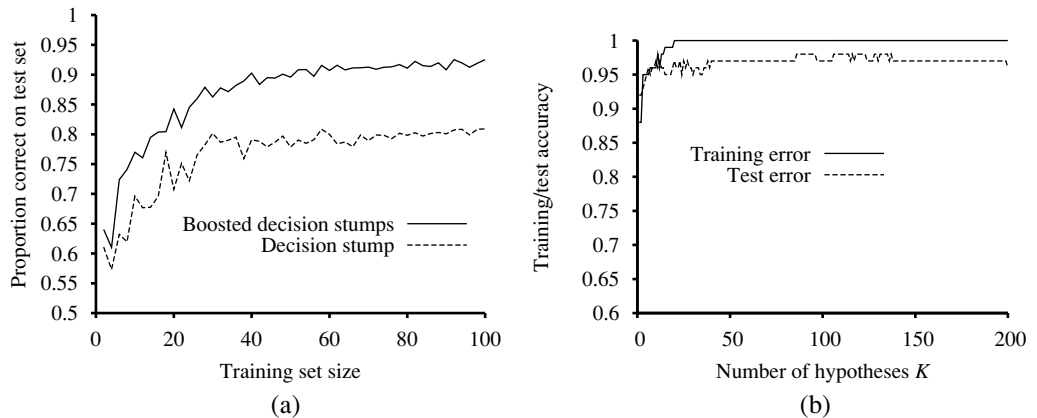 Proportion correct on test set
1
0.95
0.9
0.85
0.8
0.75
0.7
0.65
0.6
0.55
0.5
Boosted decision stumps
Decision stump
0 20 40 60 80 100
Training set size
(a)
Training/test accuracy
1
0.95
0.9
0.85
0.8
0.75
0.7
0.65
0.6
Training error
Test error
0 50 100 150 200
Number of hypotheses K
(b)